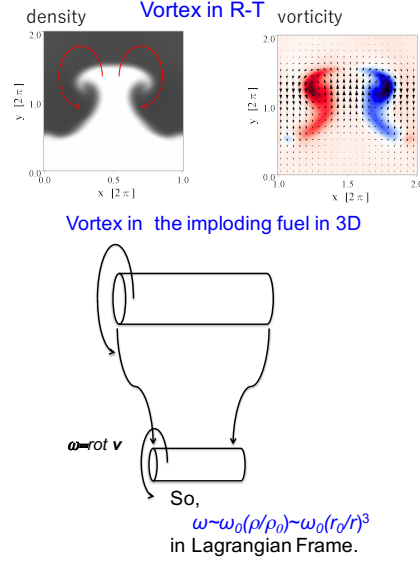 Vortex in R-T
density
vorticity
2.0
1.0
0.0
y [2π]
0.0 0.5 1.0
x [2π]
2.0
1.0
0.0
y [2π]
1.0 1.5 2.0
x [2π]
Vortex in the imploding fuel in 3D
ω=rot v
So,
ω~ω₀(ρ/ρ₀)~ω₀(r₀/r)³
in Lagrangian Frame.